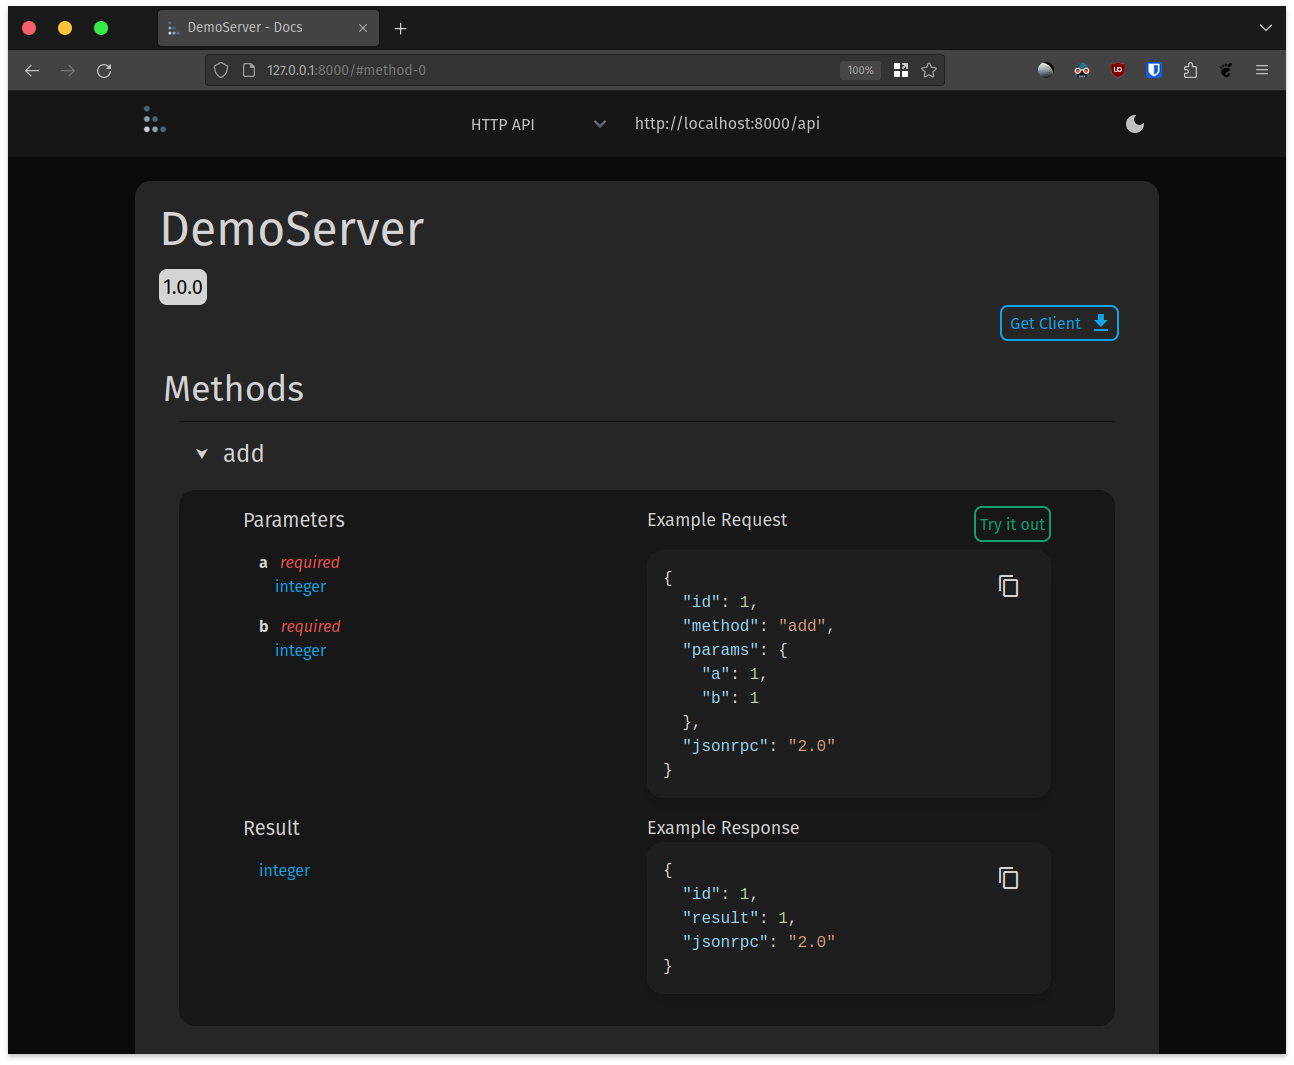 DemoServer - Docs
127.0.0.1:8000/#method-0
100%
HTTP API
http://localhost:8000/api
DemoServer
1.0.0
Get Client
Methods
add
Parameters
a required
integer
b required
integer
Example Request
Try it out
{
  "id": 1,
  "method": "add",
  "params": {
    "a": 1,
    "b": 1
  },
  "jsonrpc": "2.0"
}
Result
integer
Example Response
{
  "id": 1,
  "result": 1,
  "jsonrpc": "2.0"
}